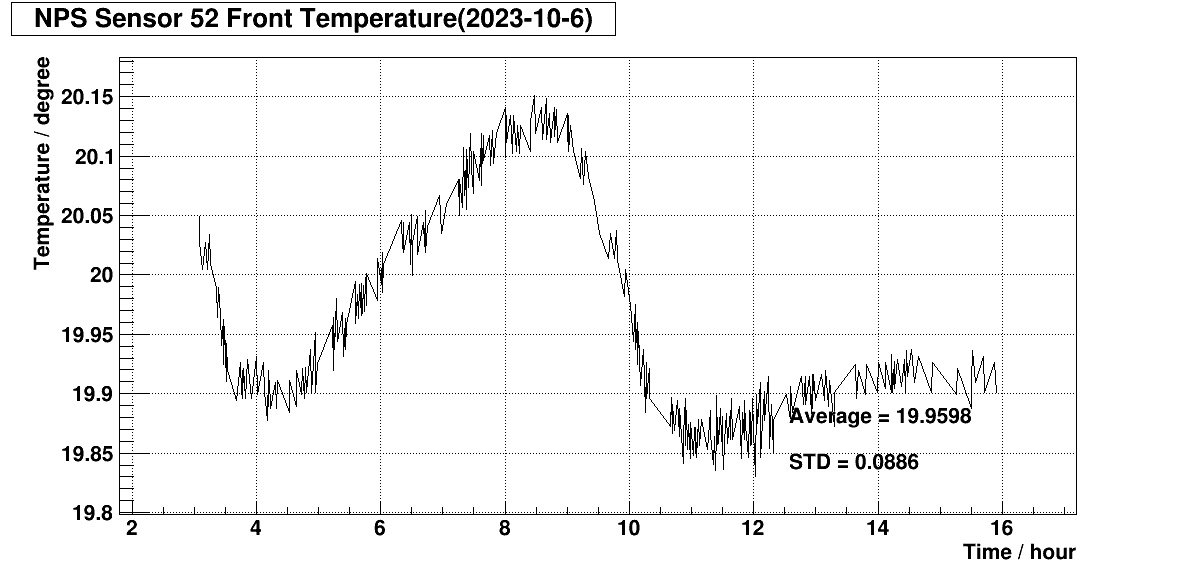 NPS Sensor 52 Front Temperature(2023-10-6)
Temperature / degree
20.15
20.1
20.05
20
19.95
19.9
19.85
19.8
Average = 19.9598
STD = 0.0886
2 4 6 8 10 12 14 16
Time / hour